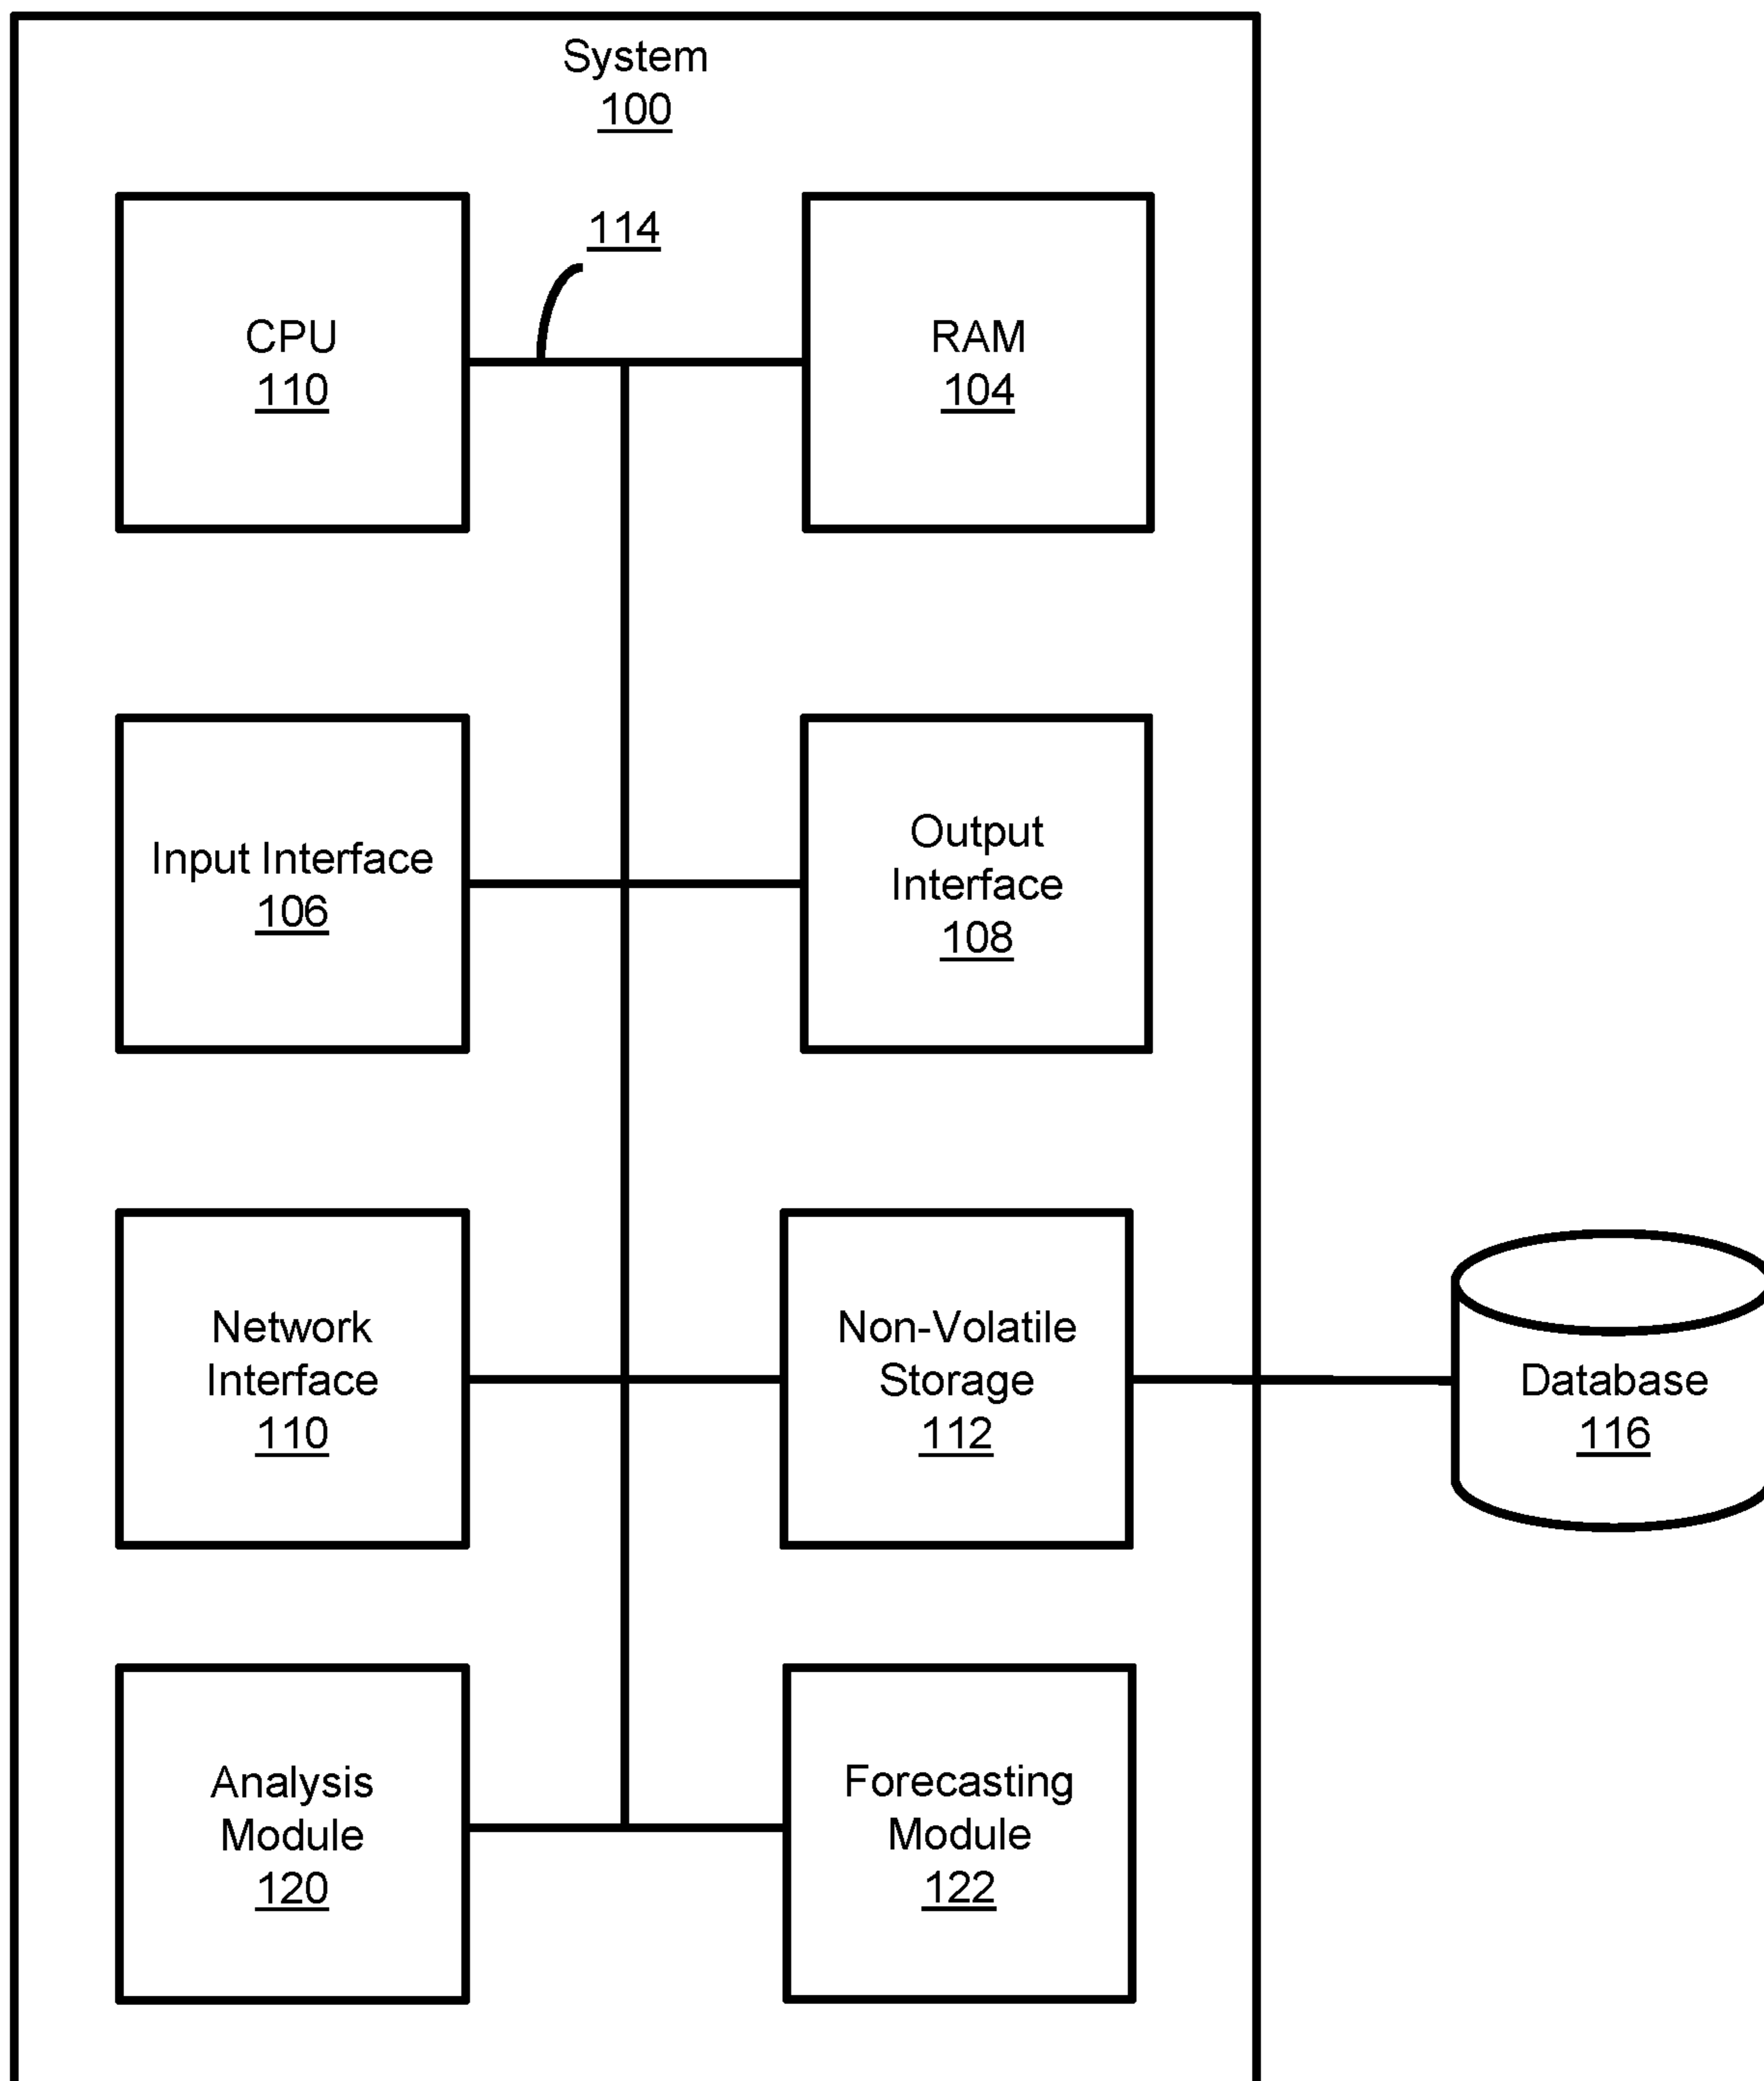 System
100
114
CPU
110
RAM
104
Input Interface
106
Output
Interface
108
Network
Interface
110
Non-Volatile
Storage
112
Database
116
Analysis
Module
120
Forecasting
Module
122